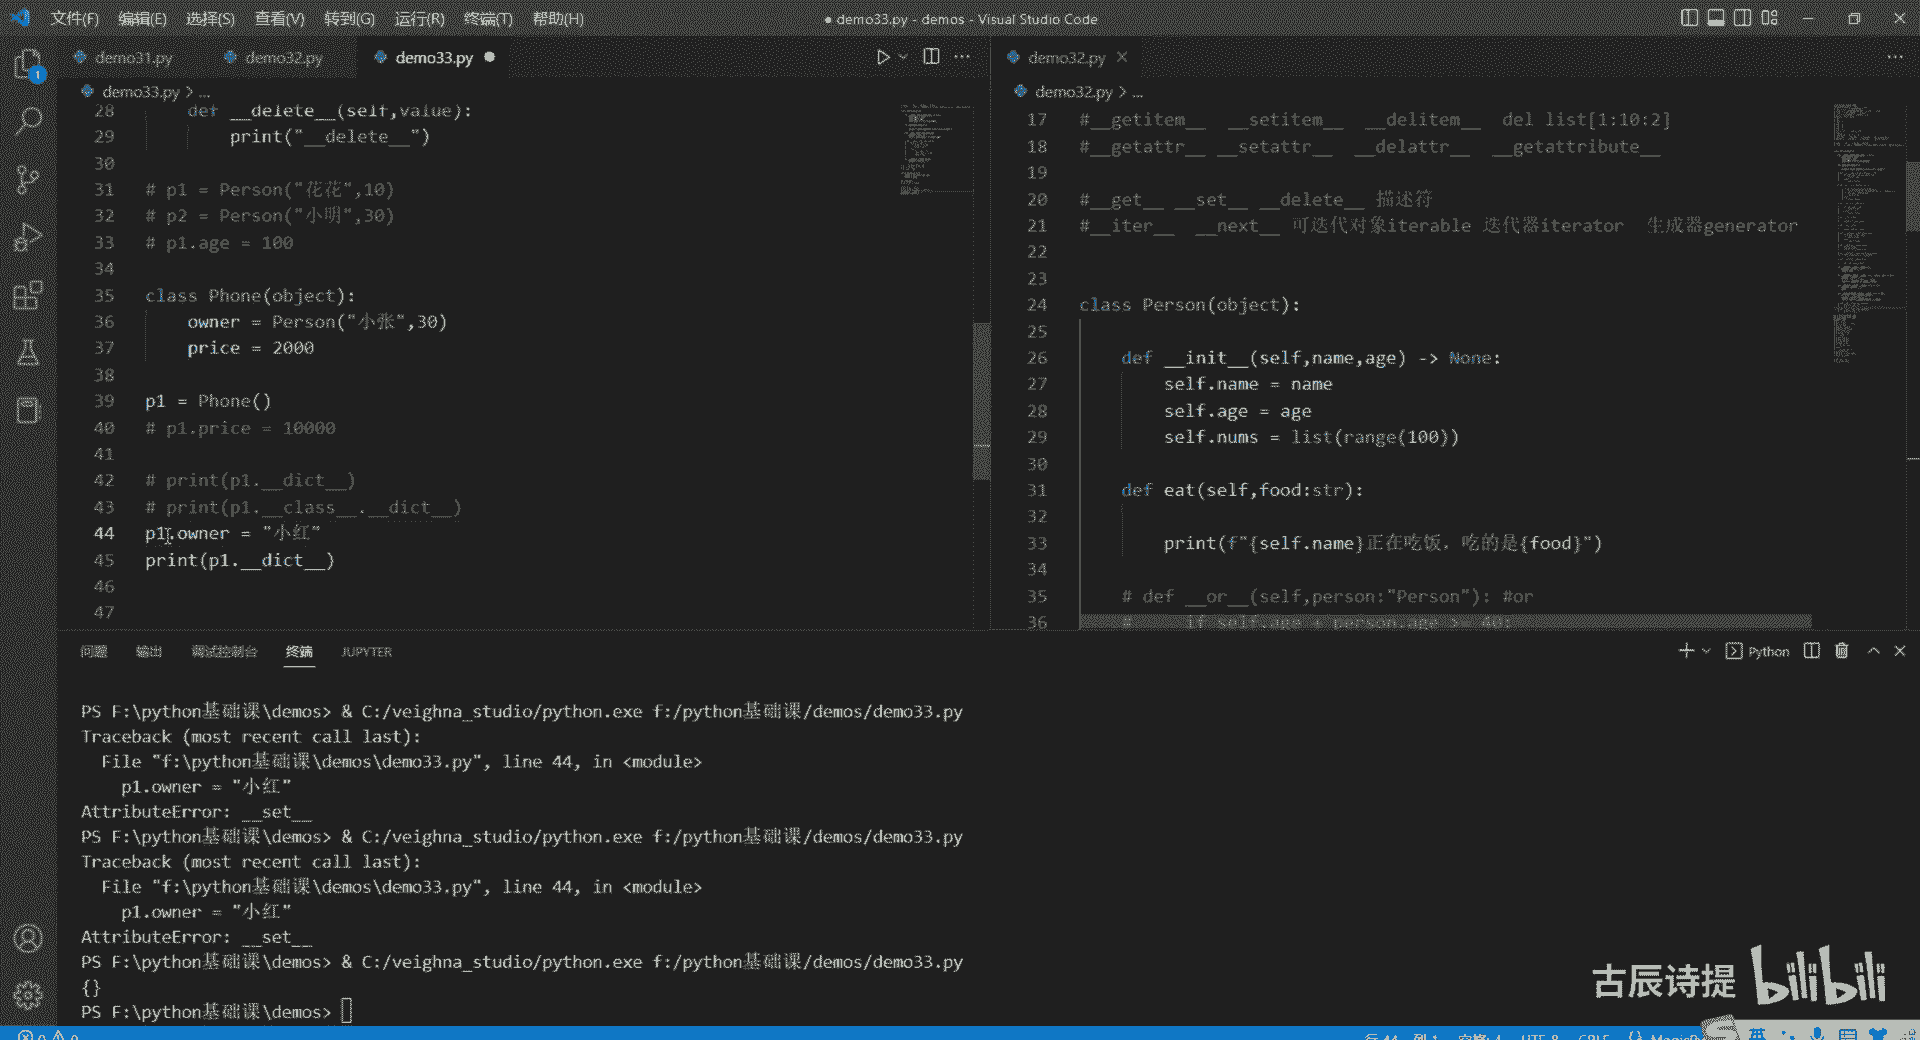 文件(F) 编辑(E) 选择(S) 查看(V) 转到(G) 运行(R) 终端(T) 帮助(H) ● demo33.py - demos - Visual Studio Code
demo31.py demo32.py demo33.py ●
demo33.py > ...
28 def __delete__(self,value):
29 print("__delete__")
30
31 # p1 = Person("花花",10)
32 # p2 = Person("小明",30)
33 # p1.age = 100
34
35 class Phone(object):
36 owner = Person("小张",30)
37 price = 2000
38
39 p1 = Phone()
40 # p1.price = 10000
41
42 # print(p1.__dict__)
43 # print(p1.__class__.__dict__)
44 p1.owner = "小红"
45 print(p1.__dict__)
46
47
demo32.py
demo32.py > ...
17 #__getitem__ __setitem__ __delitem__ del list[1:10:2]
18 #__getattr__ __setattr__ __delattr__ __getattribute__
19
20 #__get__ __set__ __delete__ 描述符
21 #__iter__ __next__ 可迭代对象iterable 迭代器iterator 生成器generator
22
23
24 class Person(object):
25
26 def __init__(self,name,age) -> None:
27 self.name = name
28 self.age = age
29 self.nums = list(range(100))
30
31 def eat(self,food:str):
32
33 print(f"{self.name}正在吃饭，吃的是{food}")
34
35 # def __or__(self,person:"Person"): #or
36 # if self.age + person.age >= 40:
1
问题 输出 调试控制台 终端 JUPYTER
Python
PS F:\python基础课\demos> & C:/veighna_studio/python.exe f:/python基础课/demos/demo33.py
Traceback (most recent call last):
File "f:\python基础课\demos\demo33.py", line 44, in <module>
p1.owner = "小红"
AttributeError: __set__
PS F:\python基础课\demos> & C:/veighna_studio/python.exe f:/python基础课/demos/demo33.py
Traceback (most recent call last):
File "f:\python基础课\demos\demo33.py", line 44, in <module>
p1.owner = "小红"
AttributeError: __set__
PS F:\python基础课\demos> & C:/veighna_studio/python.exe f:/python基础课/demos/demo33.py
{}
PS F:\python基础课\demos>
古辰诗提 bilibili
英